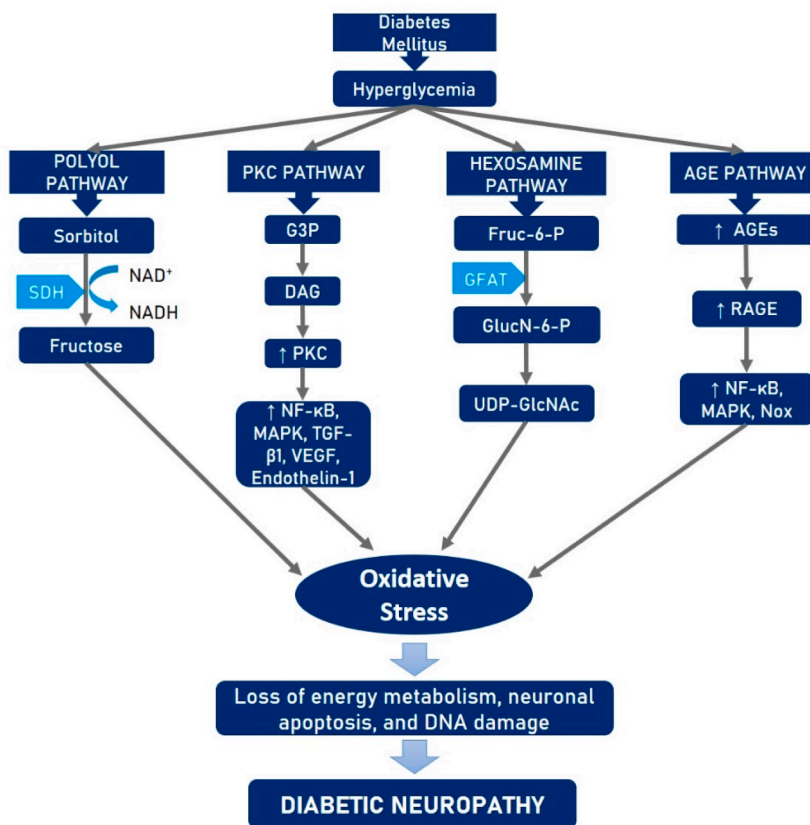 Diabetes
Mellitus
Hyperglycemia
POLYOL
PATHWAY
Sorbitol
SDH
NAD⁺
NADH
Fructose
PKC PATHWAY
G3P
DAG
↑ PKC
↑ NF-κB,
MAPK, TGF-
β1, VEGF,
Endothelin-1
HEXOSAMINE
PATHWAY
Fruc-6-P
GFAT
GlucN-6-P
UDP-GlcNAc
AGE PATHWAY
↑ AGEs
↑ RAGE
↑ NF-κB,
MAPK, Nox
Oxidative
Stress
Loss of energy metabolism, neuronal
apoptosis, and DNA damage
DIABETIC NEUROPATHY